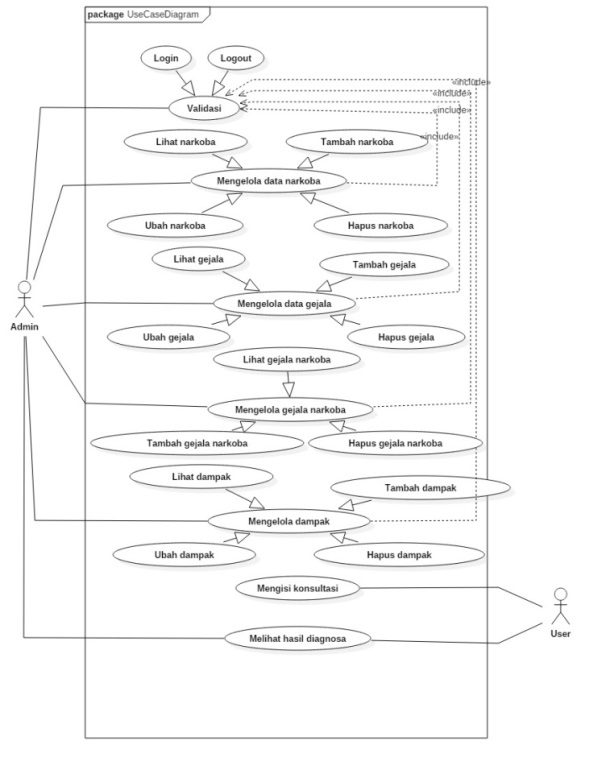 package UseCaseDiagram
Login
Logout
«include»
«include»
Validasi
«include»
Lihat narkoba
Tambah narkoba
«include»
Mengelola data narkoba
Ubah narkoba
Hapus narkoba
Lihat gejala
Tambah gejala
Mengelola data gejala
Admin
Ubah gejala
Hapus gejala
Lihat gejala narkoba
Mengelola gejala narkoba
Tambah gejala narkoba
Hapus gejala narkoba
Lihat dampak
Tambah dampak
Mengelola dampak
Ubah dampak
Hapus dampak
Mengisi konsultasi
User
Melihat hasil diagnosa